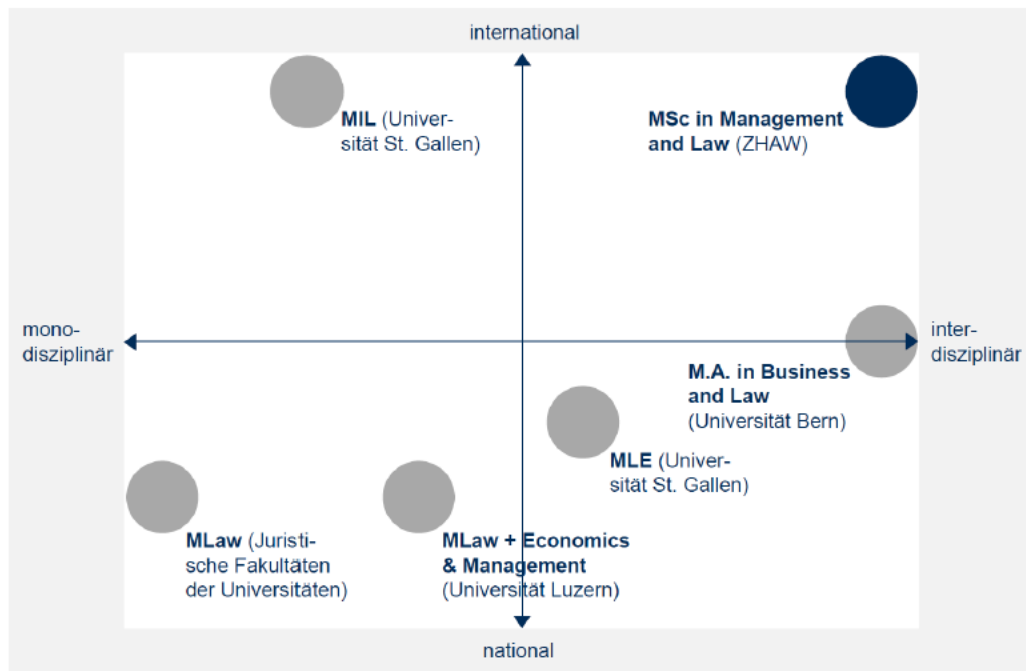 international
MIL (Univer-
sität St. Gallen)
MSc in Management
and Law (ZHAW)
mono-
disziplinär
inter-
disziplinär
M.A. in Business
and Law
(Universität Bern)
MLE (Univer-
sität St. Gallen)
MLaw (Juristi-
sche Fakultäten
der Universitäten)
MLaw + Economics
& Management
(Universität Luzern)
national